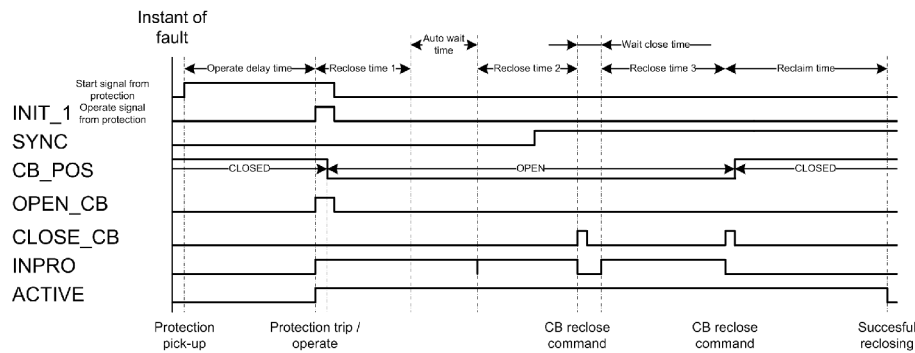 Instant of
fault
Auto wait
time
Wait close time
Operate delay time
Reclose time 1
Reclose time 2
Reclose time 3
Reclaim time
Start signal from
protection
INIT_1
Operate signal
from protection
SYNC
CB_POS
CLOSED
OPEN
CLOSED
OPEN_CB
CLOSE_CB
INPRO
ACTIVE
Protection
pick-up
Protection trip /
operate
CB reclose
command
CB reclose
command
Succesful
reclosing